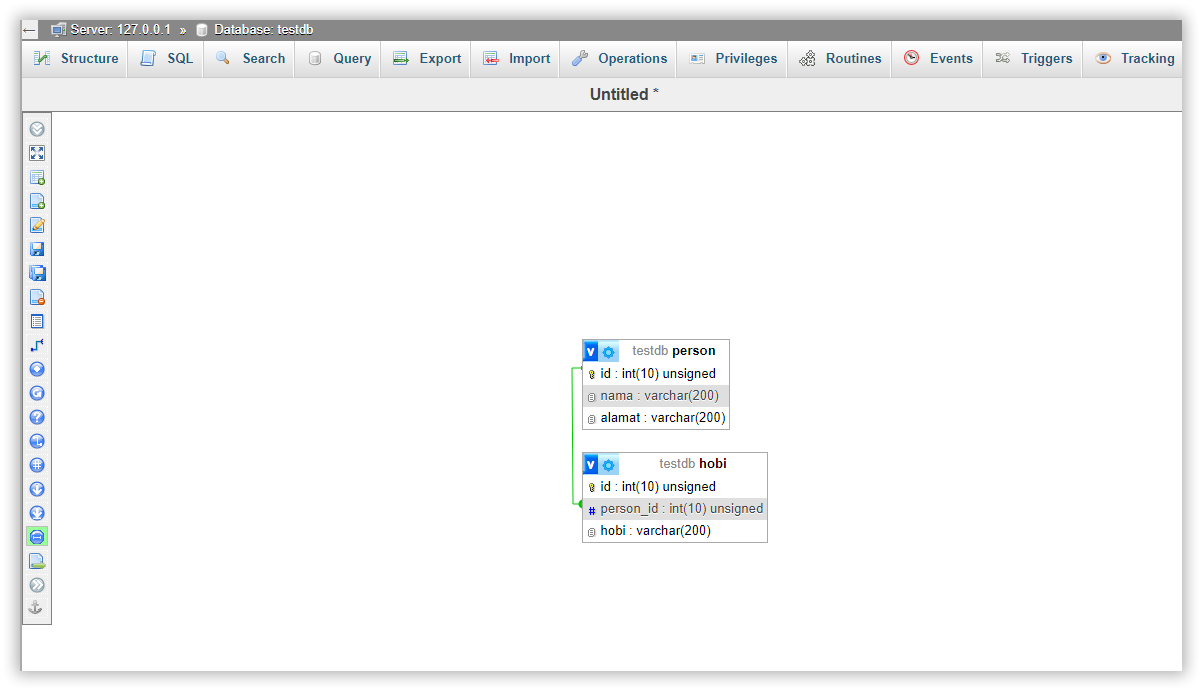 ← Server: 127.0.0.1 » Database: testdb
Structure SQL Search Query Export Import Operations Privileges Routines Events Triggers Tracking
Untitled *
v testdb person
id : int(10) unsigned
nama : varchar(200)
alamat : varchar(200)
v testdb hobi
id : int(10) unsigned
# person_id : int(10) unsigned
hobi : varchar(200)